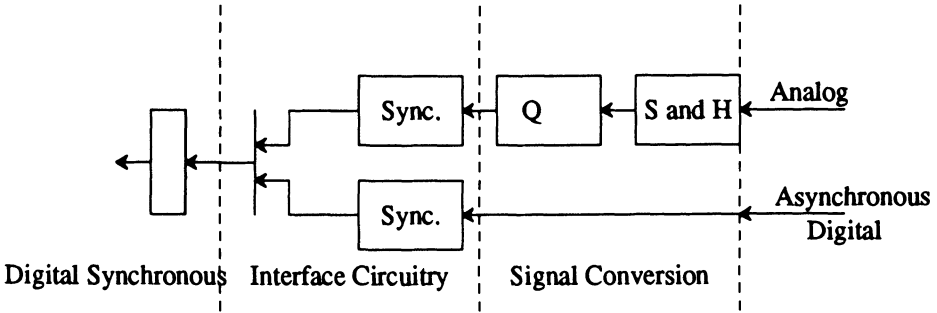 Sync.
Q
S and H
Analog
Sync.
Asynchronous
Digital
Digital Synchronous
Interface Circuitry
Signal Conversion